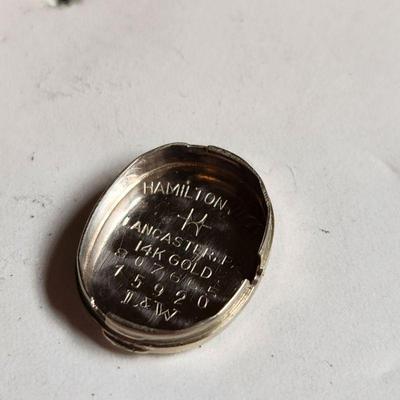 HAMILTON
K
LANCASTER, PA
14K GOLD
15920
L&W